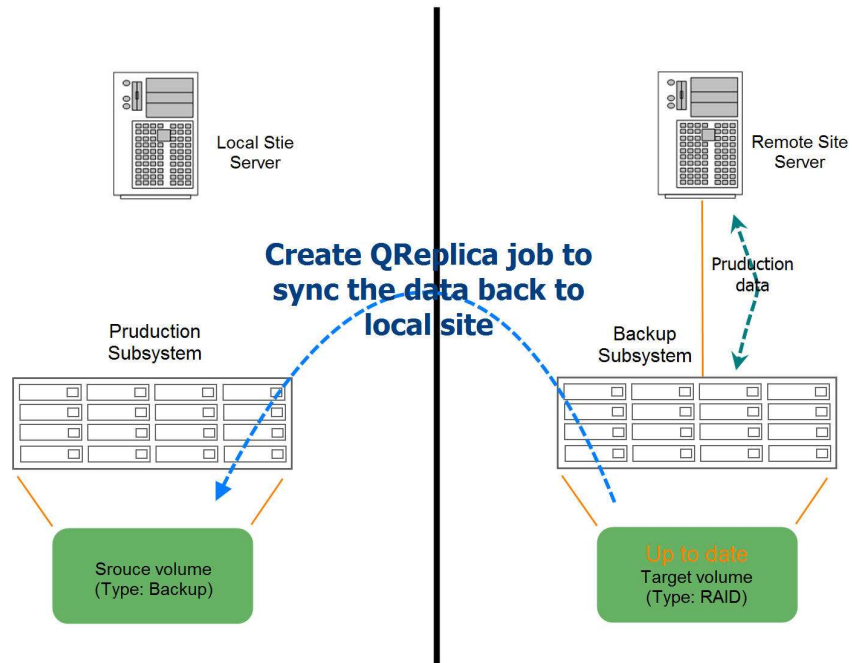 Local Stie
Server
Remote Site
Server
Create QReplica job to
sync the data back to
local site
Pruduction
data
Pruduction
Subsystem
Backup
Subsystem
Srouce volume
(Type: Backup)
Up to date
Target volume
(Type: RAID)